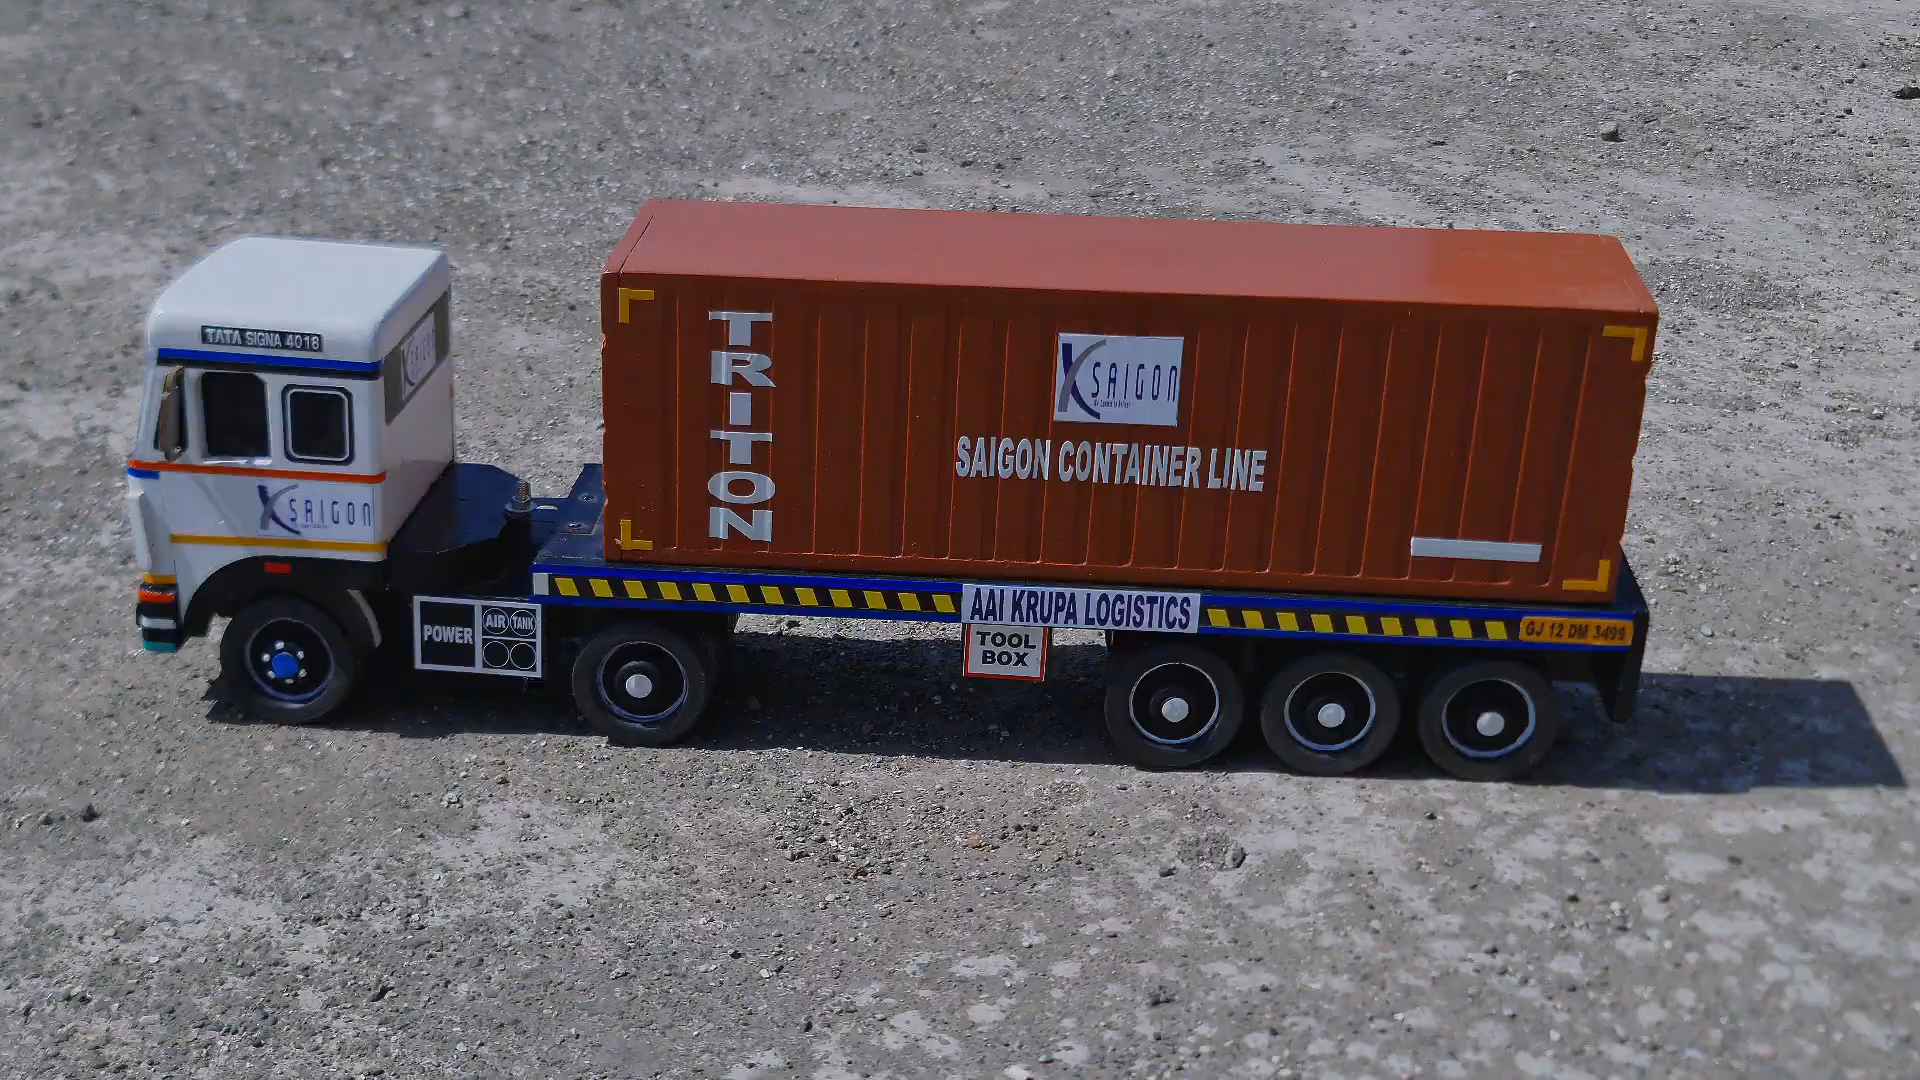 TATA SIGNA 4018
SAIGON
SAIGON
TRITON
SAIGON
SAIGON CONTAINER LINE
POWER
AIR TANK
AAI KRUPA LOGISTICS
TOOL
BOX
GJ 12 DM 3499